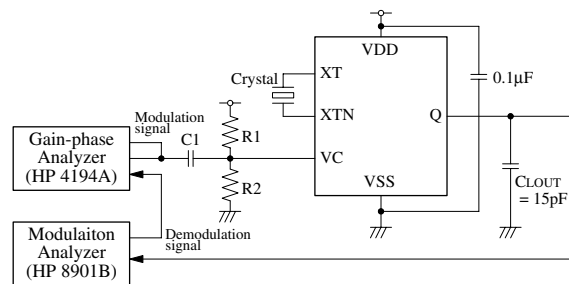 VDD
XT
Crystal
0.1μF
Modulation
signal
XTN
Q
C1
R1
Gain-phase
Analyzer
(HP 4194A)
VC
R2
VSS
CLOUT
= 15pF
Modulaiton
Analyzer
(HP 8901B)
Demodulation
signal